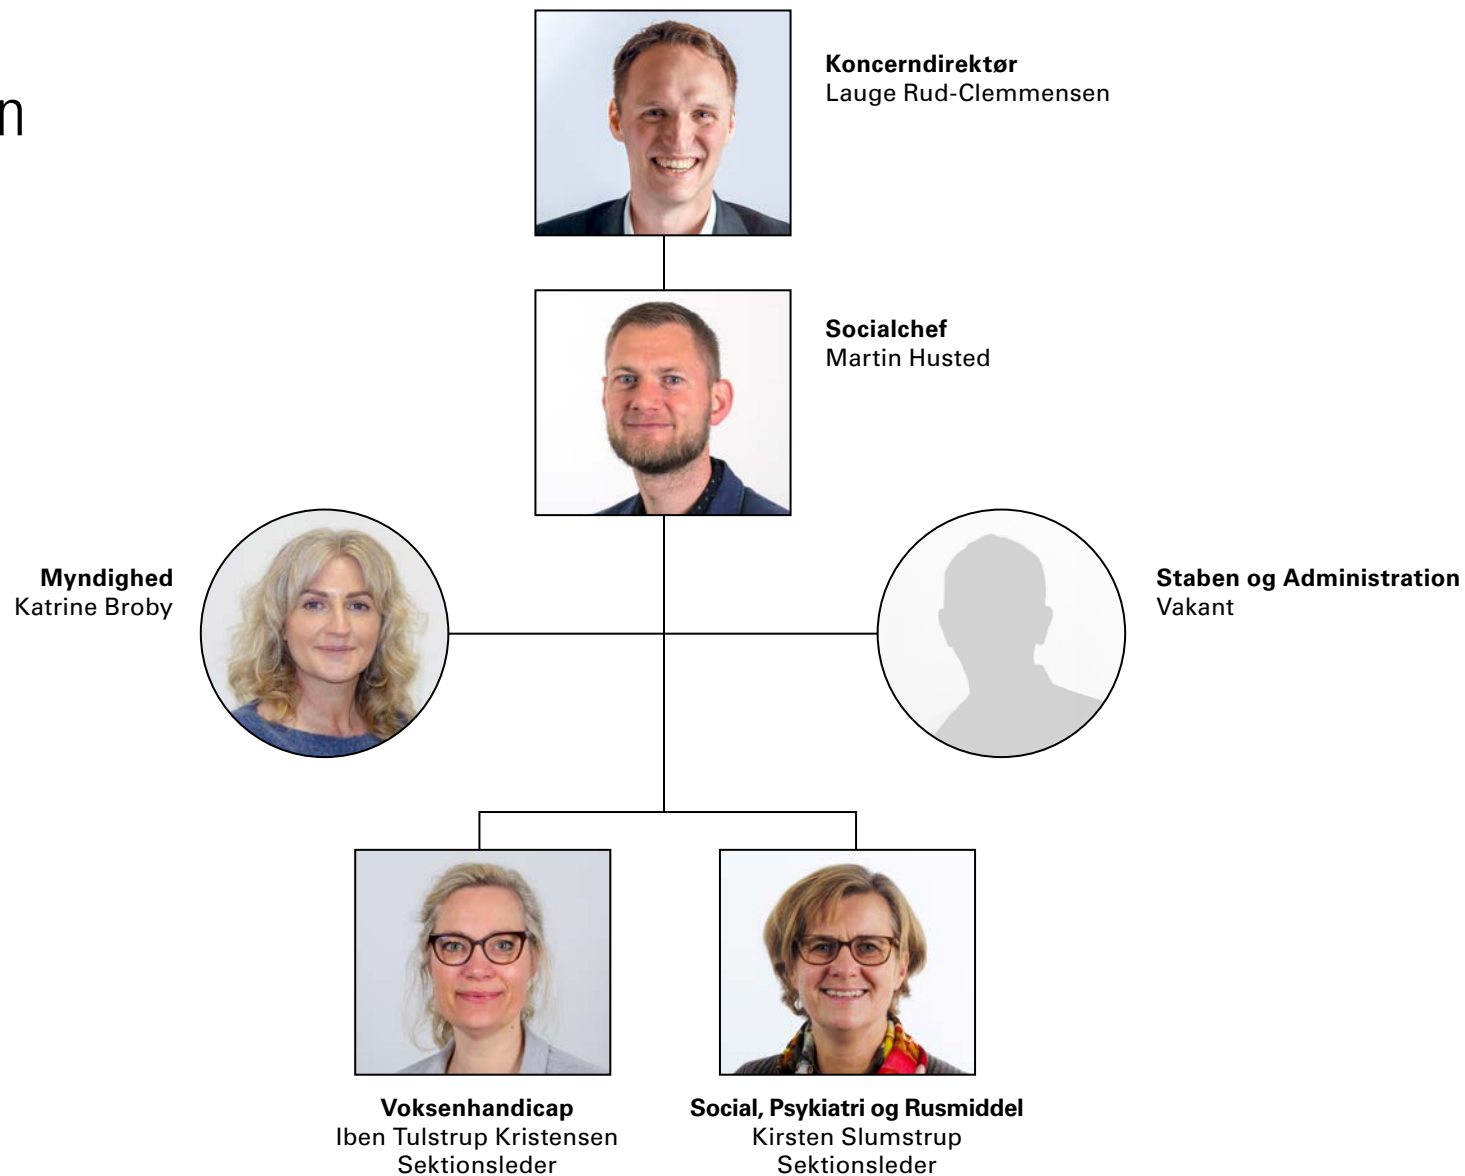 n
Koncerndirektør
Lauge Rud-Clemmensen
Socialchef
Martin Husted
Myndighed
Katrine Broby
Staben og Administration
Vakant
Voksenhandicap
Iben Tulstrup Kristensen
Sektionsleder
Social, Psykiatri og Rusmiddel
Kirsten Slumstrup
Sektionsleder